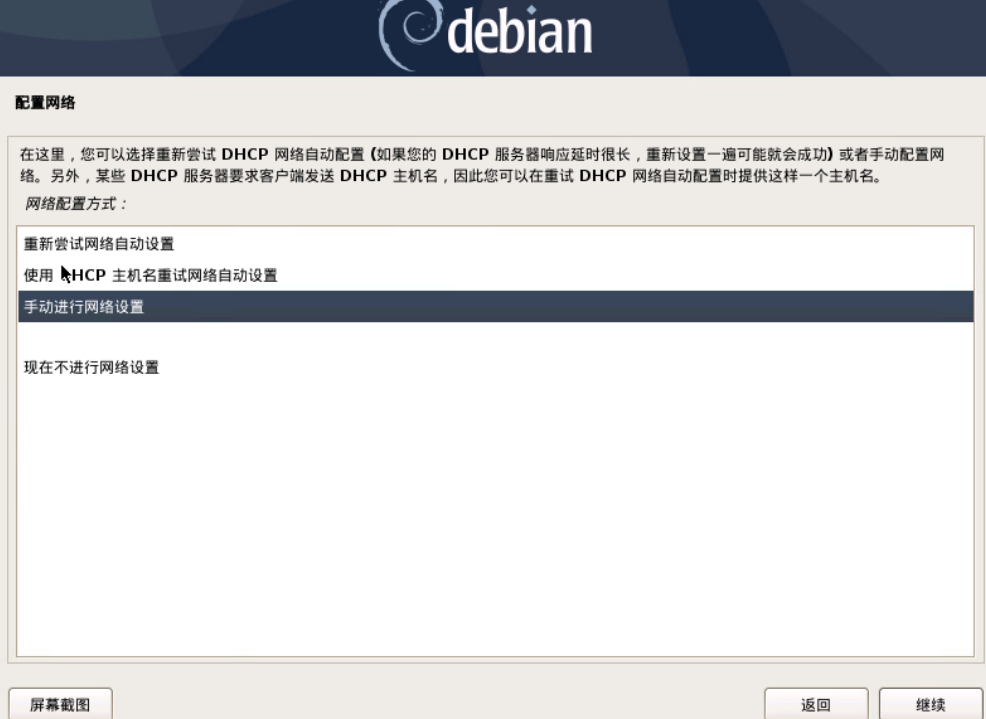 debian
配置网络
在这里，您可以选择重新尝试 DHCP 网络自动配置 (如果您的 DHCP 服务器响应延时很长，重新设置一遍可能就会成功) 或者手动配置网
络。另外，某些 DHCP 服务器要求客户端发送 DHCP 主机名，因此您可以在重试 DHCP 网络自动配置时提供这样一个主机名。
网络配置方式：
重新尝试网络自动设置
使用 DHCP 主机名重试网络自动设置
手动进行网络设置
现在不进行网络设置
屏幕截图
返回
继续